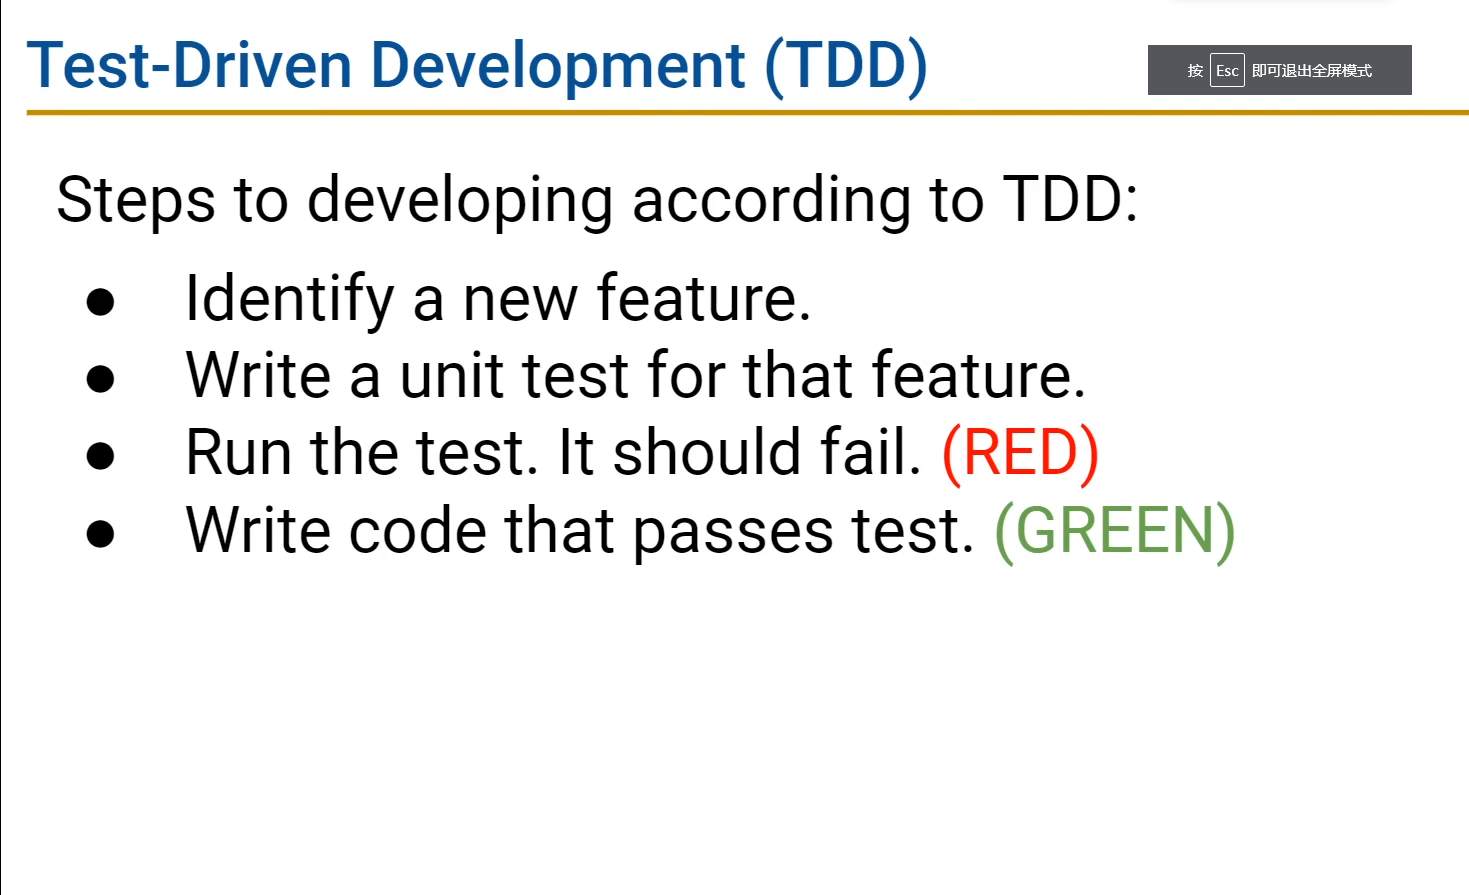 Test-Driven Development (TDD)
按 Esc 即可退出全屏模式
Steps to developing according to TDD:
● Identify a new feature.
● Write a unit test for that feature.
● Run the test. It should fail. (RED)
● Write code that passes test. (GREEN)